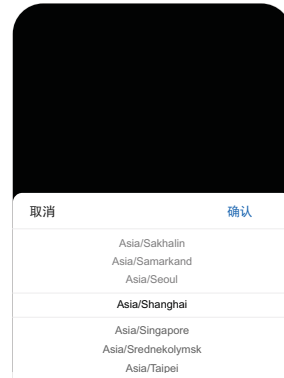 取消 确认
Asia/Sakhalin
Asia/Samarkand
Asia/Seoul
Asia/Shanghai
Asia/Singapore
Asia/Srednekolymsk
Asia/Taipei